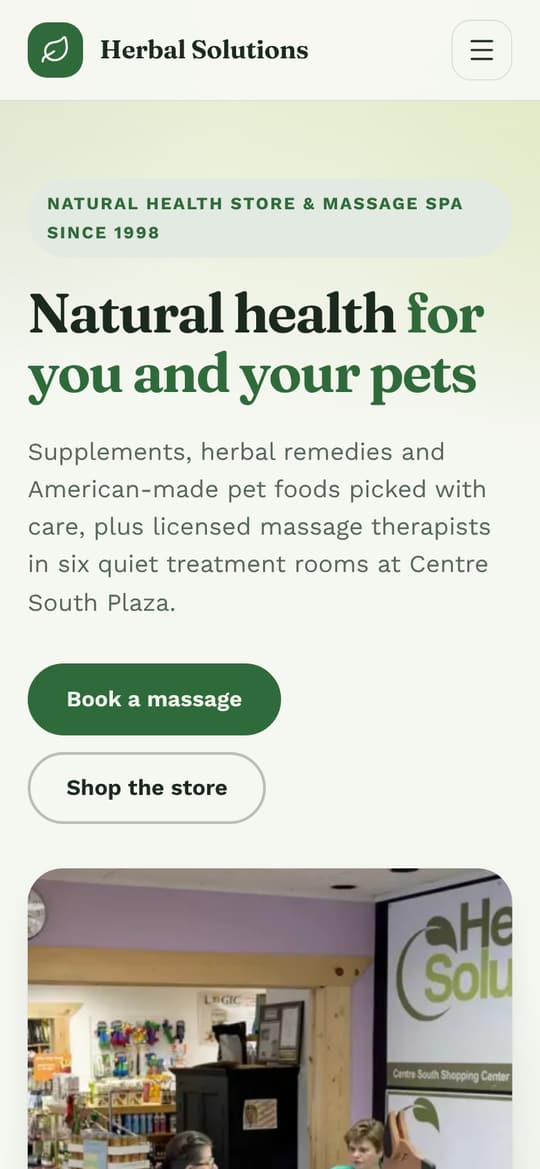 Herbal Solutions
NATURAL HEALTH STORE & MASSAGE SPA
SINCE 1998
Natural health for
you and your pets
Supplements, herbal remedies and
American-made pet foods picked with
care, plus licensed massage therapists
in six quiet treatment rooms at Centre
South Plaza.
Book a massage
Shop the store
He
Solu
Centre South Shopping Center